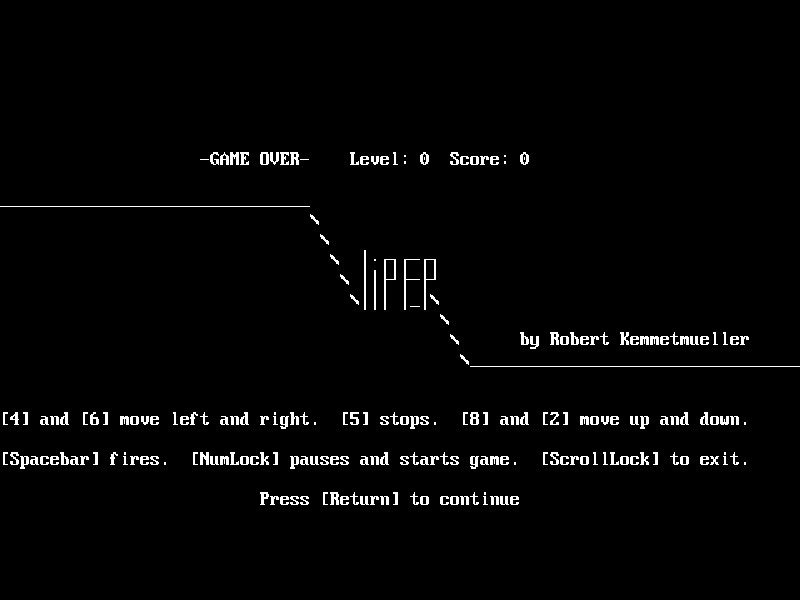 -GAME OVER-    Level: 0  Score: 0
ViPER
by Robert Kemmetmueller
[4] and [6] move left and right.  [5] stops.  [8] and [2] move up and down.
[Spacebar] fires.  [NumLock] pauses and starts game.  [ScrollLock] to exit.
Press [Return] to continue